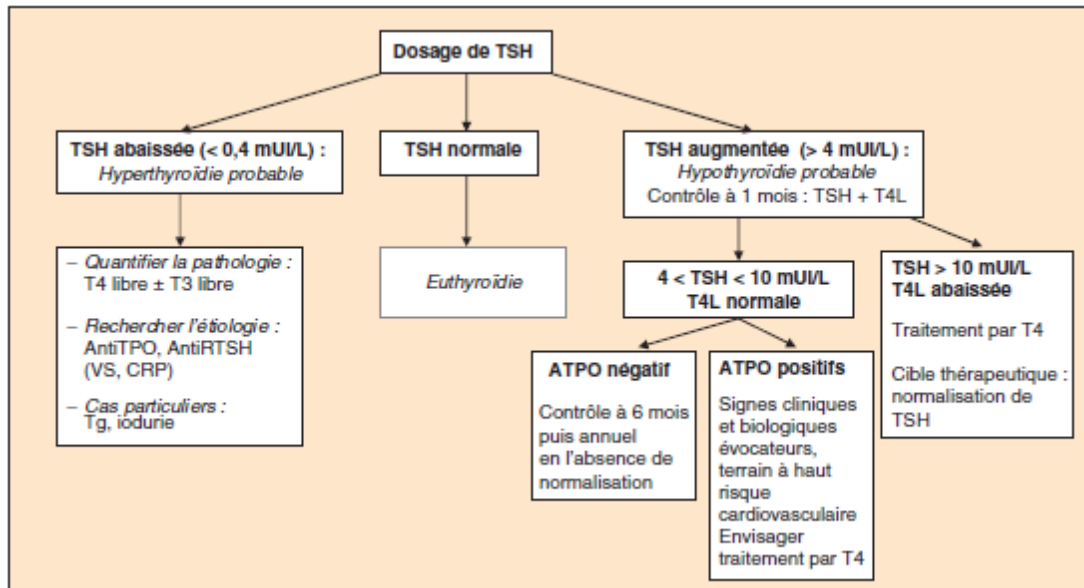 Dosage de TSH
TSH abaissée (< 0,4 mUI/L) :
Hyperthyroïdie probable
TSH normale
TSH augmentée (> 4 mUI/L) :
Hypothyroïdie probable
Contrôle à 1 mois : TSH + T4L
– Quantifier la pathologie :
T4 libre ± T3 libre
– Rechercher l'étiologie :
AntiTPO, AntiRTSH
(VS, CRP)
– Cas particuliers :
Tg, iodurie
Euthyroïdie
4 < TSH < 10 mUI/L
T4L normale
TSH > 10 mUI/L
T4L abaissée
Traitement par T4
Cible thérapeutique :
normalisation de
TSH
ATPO négatif
Contrôle à 6 mois
puis annuel
en l'absence de
normalisation
ATPO positifs
Signes cliniques
et biologiques
évocateurs,
terrain à haut
risque
cardiovasculaire
Envisager
traitement par T4